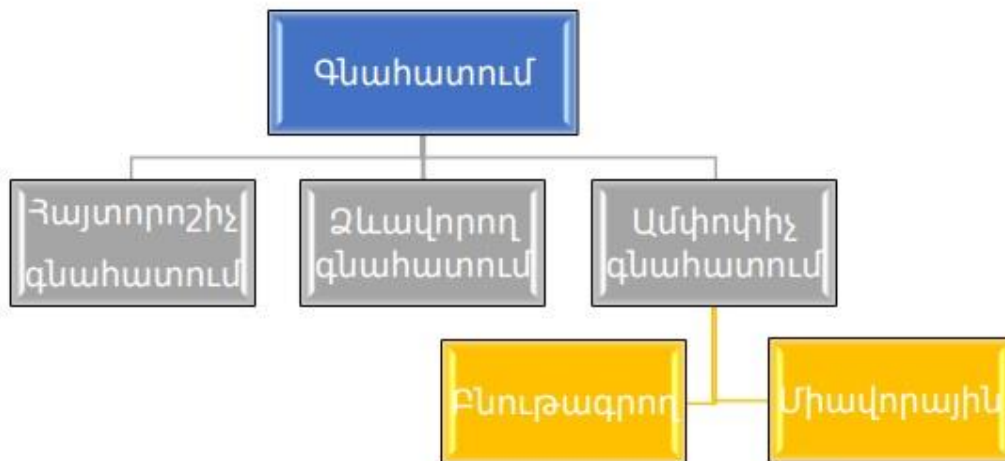 Գնահատում
Հայտորոշիչ
գնահատում
Ձևավորող
գնահատում
Ամփոփիչ
գնահատում
Բնութագրող
Միավորային